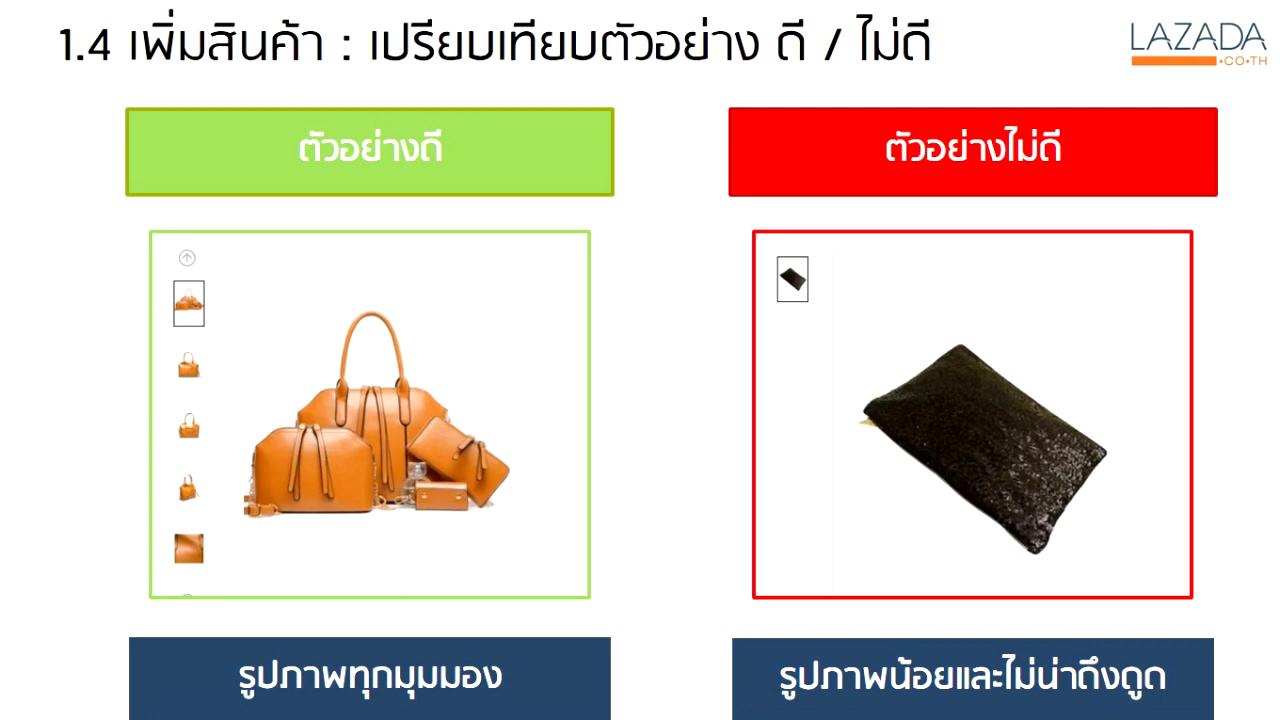 1.4 เพิ่มสินค้า : เปรียบเทียบตัวอย่าง ดี / ไม่ดี
LAZADA
.CO.TH
ตัวอย่างดี
ตัวอย่างไม่ดี
รูปภาพทุกมุมมอง
รูปภาพน้อยและไม่น่าดึงดูด